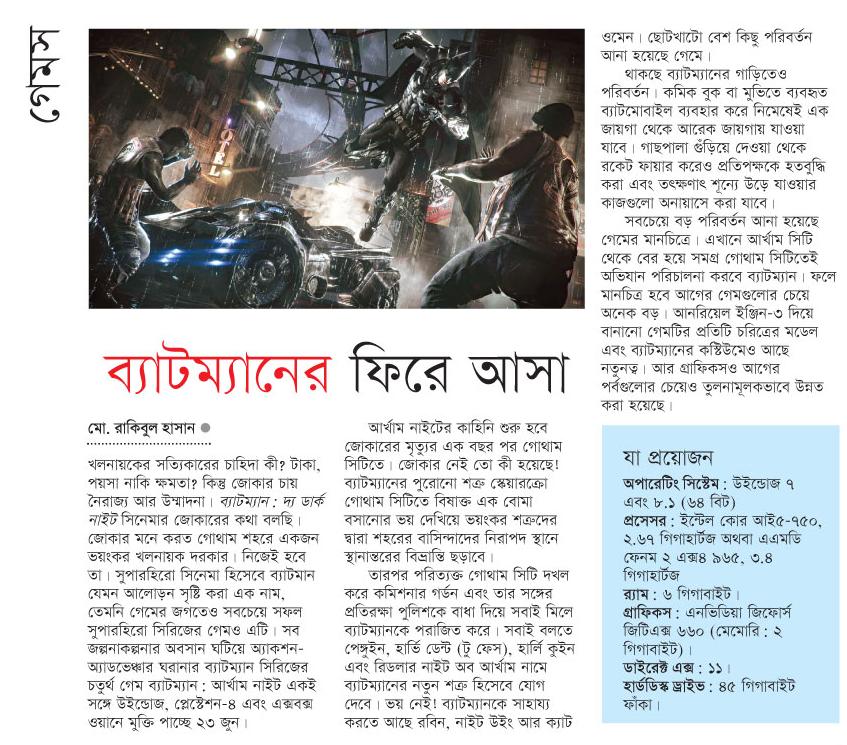 গেমস
HOTEL
ব্যাটম্যানের ফিরে আসা
মো. রাকিবুল হাসান
খলনায়কের সত্যিকারের চাহিদা কী? টাকা,
পয়সা নাকি ক্ষমতা? কিন্তু জোকার চায়
নৈরাজ্য আর উন্মাদনা। ব্যাটম্যান : দ্য ডার্ক
নাইট সিনেমার জোকারের কথা বলছি।
জোকার মনে করত গোথাম শহরে একজন
ভয়ংকর খলনায়ক দরকার। নিজেই হবে
তা। সুপারহিরো সিনেমা হিসেবে ব্যাটমান
যেমন আলোড়ন সৃষ্টি করা এক নাম,
তেমনি গেমের জগতেও সবচেয়ে সফল
সুপারহিরো সিরিজের গেমও এটি। সব
জল্পনাকল্পনার অবসান ঘটিয়ে অ্যাকশন-
অ্যাডভেঞ্চার ঘরানার ব্যাটম্যান সিরিজের
চতুর্থ গেম ব্যাটম্যান : আর্খাম নাইট একই
সঙ্গে উইন্ডোজ, প্লেস্টেশন-৪ এবং এক্সবক্স
ওয়ানে মুক্তি পাচ্ছে ২৩ জুন।
আর্খাম নাইটের কাহিনি শুরু হবে
জোকারের মৃত্যুর এক বছর পর গোথাম
সিটিতে। জোকার নেই তো কী হয়েছে!
ব্যাটম্যানের পুরোনো শত্রু স্কেয়ারক্রো
গোথাম সিটিতে বিষাক্ত এক বোমা
বসানোর ভয় দেখিয়ে ভয়ংকর শত্রুদের
দ্বারা শহরের বাসিন্দাদের নিরাপদ স্থানে
স্থানান্তরের বিভ্রান্তি ছড়াবে।
তারপর পরিত্যক্ত গোথাম সিটি দখল
করে কমিশনার গর্ডন এবং তার সঙ্গের
প্রতিরক্ষা পুলিশকে বাধা দিয়ে সবাই মিলে
ব্যাটম্যানকে পরাজিত করে। সবাই বলতে
পেঙ্গুইন, হার্ভি ডেন্ট (টু ফেস), হার্লি কুইন
এবং রিডলার নাইট অব আর্খাম নামে
ব্যাটম্যানের নতুন শত্রু হিসেবে যোগ
দেবে। ভয় নেই! ব্যাটম্যানকে সাহায্য
করতে আছে রবিন, নাইট উইং আর ক্যাট
ওমেন। ছোটখাটো বেশ কিছু পরিবর্তন
আনা হয়েছে গেমে।
থাকছে ব্যাটম্যানের গাড়িতেও
পরিবর্তন। কমিক বুক বা মুভিতে ব্যবহৃত
ব্যাটমোবাইল ব্যবহার করে নিমেষেই এক
জায়গা থেকে আরেক জায়গায় যাওয়া
যাবে। গাছপালা গুঁড়িয়ে দেওয়া থেকে
রকেট ফায়ার করেও প্রতিপক্ষকে হতবুদ্ধি
করা এবং তৎক্ষণাৎ শূন্যে উড়ে যাওয়ার
কাজগুলো অনায়াসে করা যাবে।
সবচেয়ে বড় পরিবর্তন আনা হয়েছে
গেমের মানচিত্রে। এখানে আর্খাম সিটি
থেকে বের হয়ে সমগ্র গোথাম সিটিতেই
অভিযান পরিচালনা করবে ব্যাটম্যান। ফলে
মানচিত্র হবে আগের গেমগুলোর চেয়ে
অনেক বড়। আনরিয়েল ইঞ্জিন-৩ দিয়ে
বানানো গেমটির প্রতিটি চরিত্রের মডেল
এবং ব্যাটম্যানের কস্টিউমেও আছে
নতুনত্ব। আর গ্রাফিকসও আগের
পর্বগুলোর চেয়েও তুলনামূলকভাবে উন্নত
করা হয়েছে।
যা প্রয়োজন
অপারেটিং সিস্টেম : উইন্ডোজ ৭
এবং ৮.১ (৬৪ বিট)
প্রসেসর : ইন্টেল কোর আই৫-৭৫০,
২.৬৭ গিগাহার্টজ অথবা এএমডি
ফেনম ২ এক্স৪ ৯৬৫, ৩.৪
গিগাহার্টজ
র‍্যাম : ৬ গিগাবাইট।
গ্রাফিকস : এনভিডিয়া জিফোর্স
জিটিএক্স ৬৬০ (মেমোরি : ২
গিগাবাইট)।
ডাইরেক্ট এক্স : ১১।
হার্ডডিস্ক ড্রাইভ : ৪৫ গিগাবাইট
ফাঁকা।